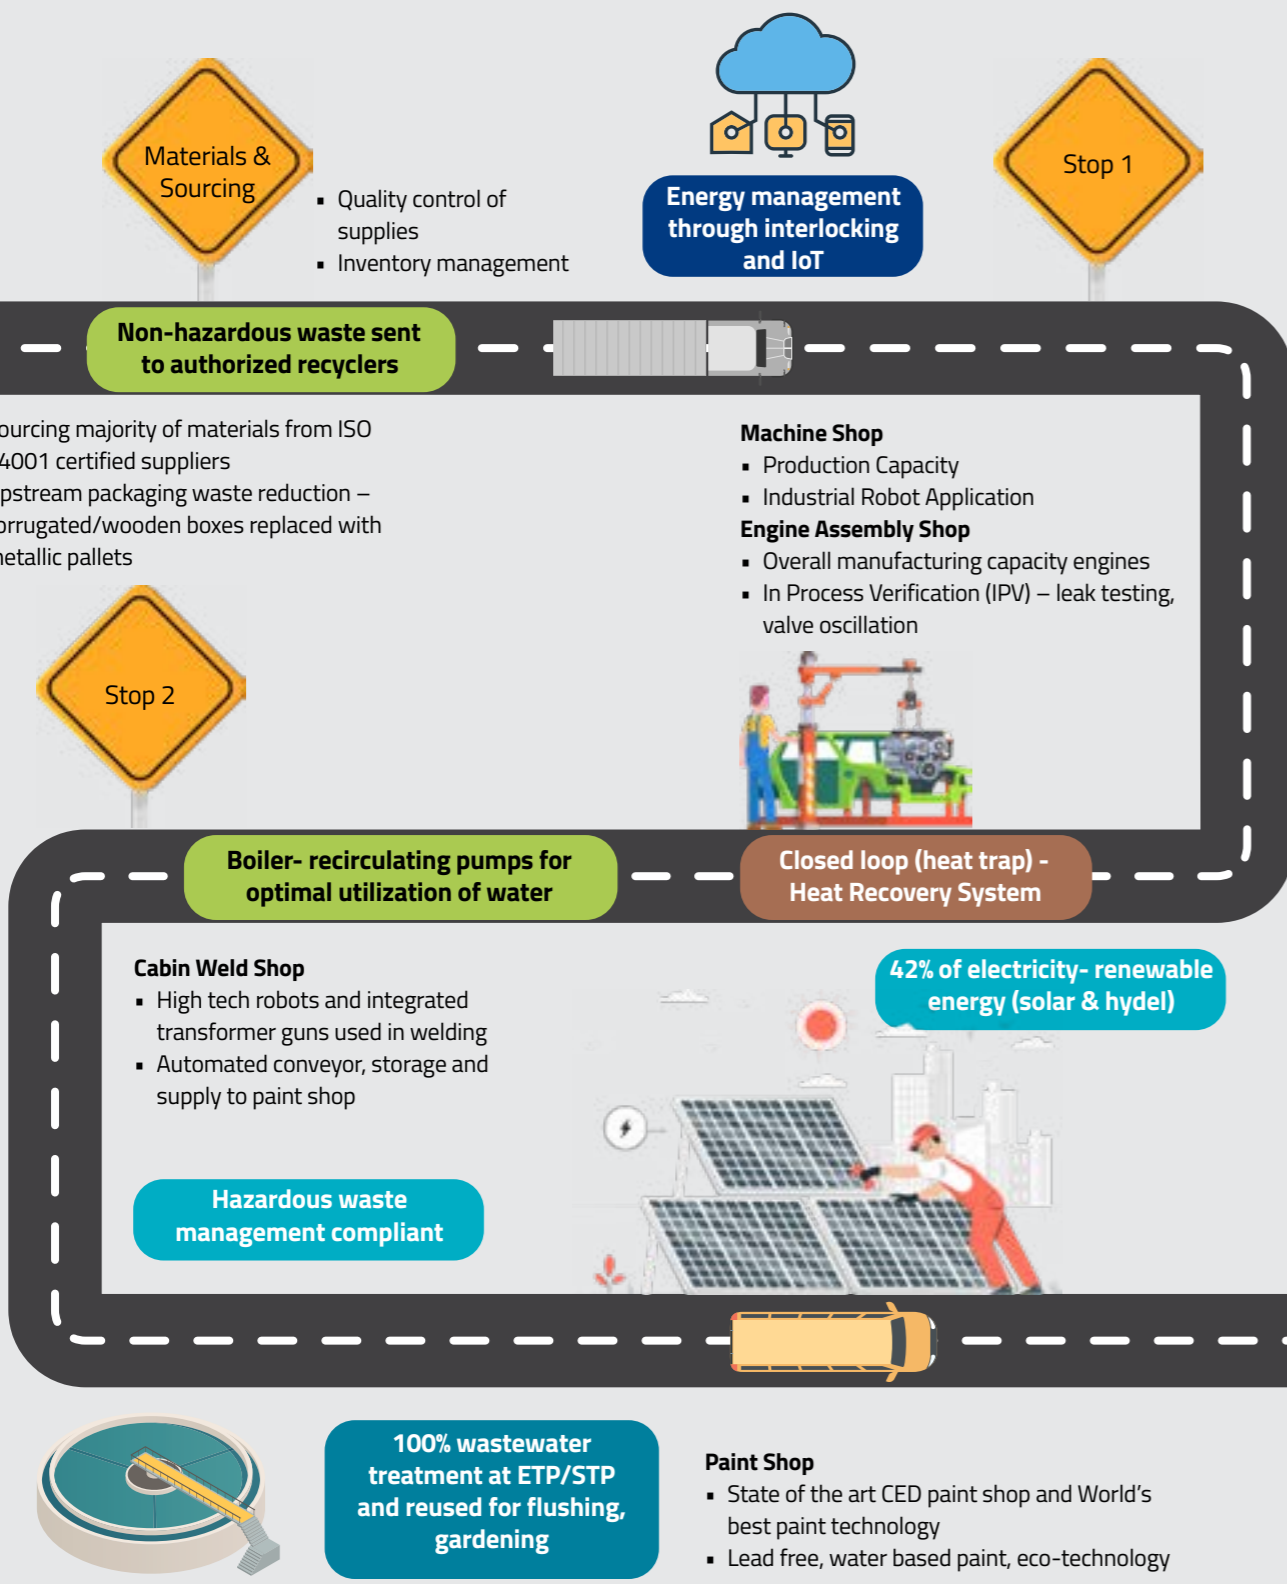 Materials &
Sourcing
▪ Quality control of
supplies
▪ Inventory management
Energy management
through interlocking
and IoT
Stop 1
Non-hazardous waste sent
to authorized recyclers
ourcing majority of materials from ISO
4001 certified suppliers
pstream packaging waste reduction –
orrugated/wooden boxes replaced with
netallic pallets
Machine Shop
▪ Production Capacity
▪ Industrial Robot Application
Engine Assembly Shop
▪ Overall manufacturing capacity engines
▪ In Process Verification (IPV) – leak testing,
valve oscillation
Stop 2
Boiler- recirculating pumps for
optimal utilization of water
Closed loop (heat trap) -
Heat Recovery System
Cabin Weld Shop
▪ High tech robots and integrated
transformer guns used in welding
▪ Automated conveyor, storage and
supply to paint shop
42% of electricity- renewable
energy (solar & hydel)
Hazardous waste
management compliant
100% wastewater
treatment at ETP/STP
and reused for flushing,
gardening
Paint Shop
▪ State of the art CED paint shop and World’s
best paint technology
▪ Lead free, water based paint, eco-technology